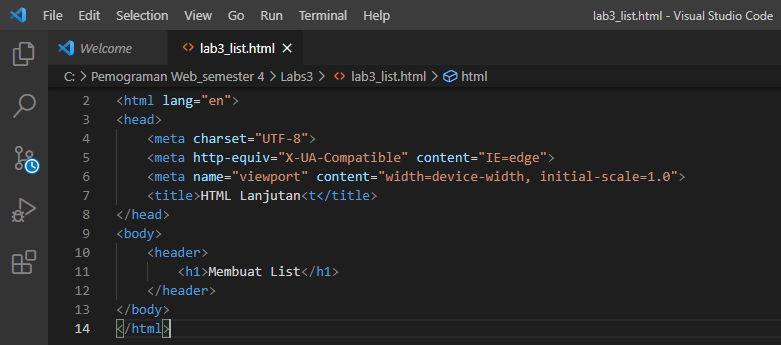 File Edit Selection View Go Run Terminal Help lab3_list.html - Visual Studio Code
Welcome lab3_list.html
C: > Pemograman Web_semester 4 > Labs3 > lab3_list.html > html
2 <html lang="en">
3 <head>
4 <meta charset="UTF-8">
5 <meta http-equiv="X-UA-Compatible" content="IE=edge">
6 <meta name="viewport" content="width=device-width, initial-scale=1.0">
7 <title>HTML Lanjutan<t</title>
8 </head>
9 <body>
10 <header>
11 <h1>Membuat List</h1>
12 </header>
13 </body>
14 </html>